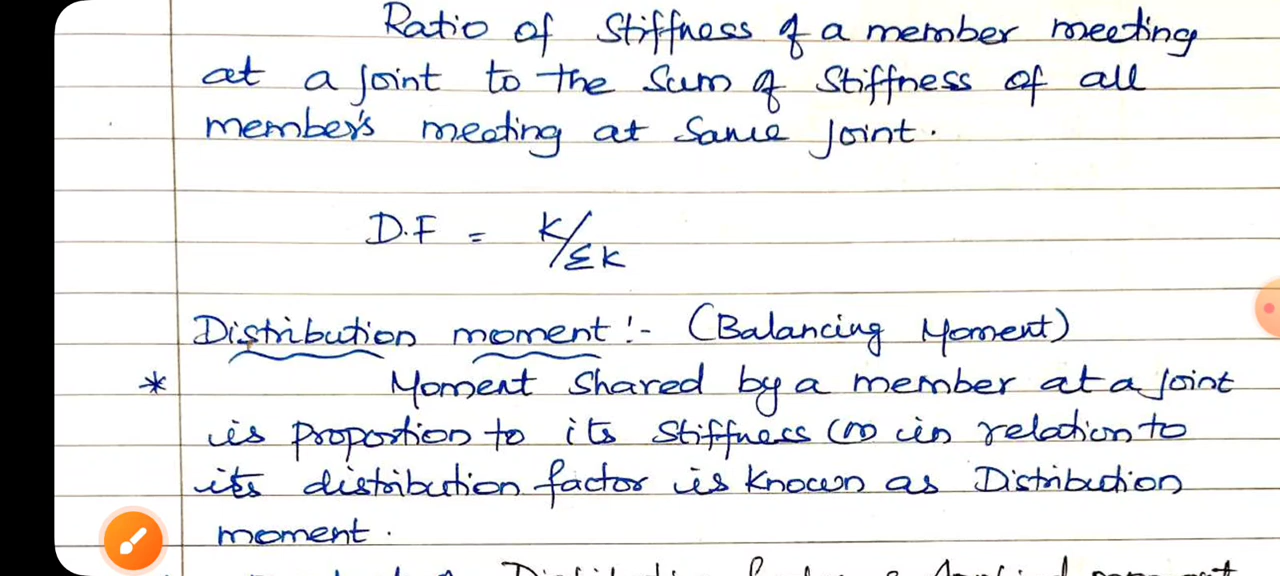 Ratio of Stiffness of a member meeting
at a joint to the Sum of Stiffness of all
member's meeting at Same Joint.
D.F = K/ΣK
Distribution moment :- (Balancing Moment)
* Moment Shared by a member at a joint
is proportion to its stiffness (or) in relation to
its distribution factor is known as Distribution
moment.